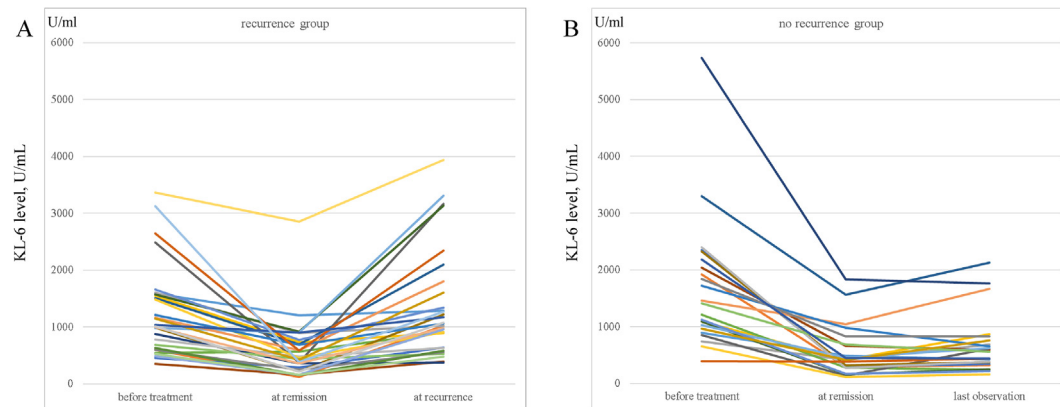 A
U/ml
recurrence group
6000
5000
4000
3000
2000
1000
0
KL-6 level, U/mL
before treatment
at remission
at recurrence
B
U/ml
no recurrence group
6000
5000
4000
3000
2000
1000
0
KL-6 level, U/mL
before treatment
at remission
last observation